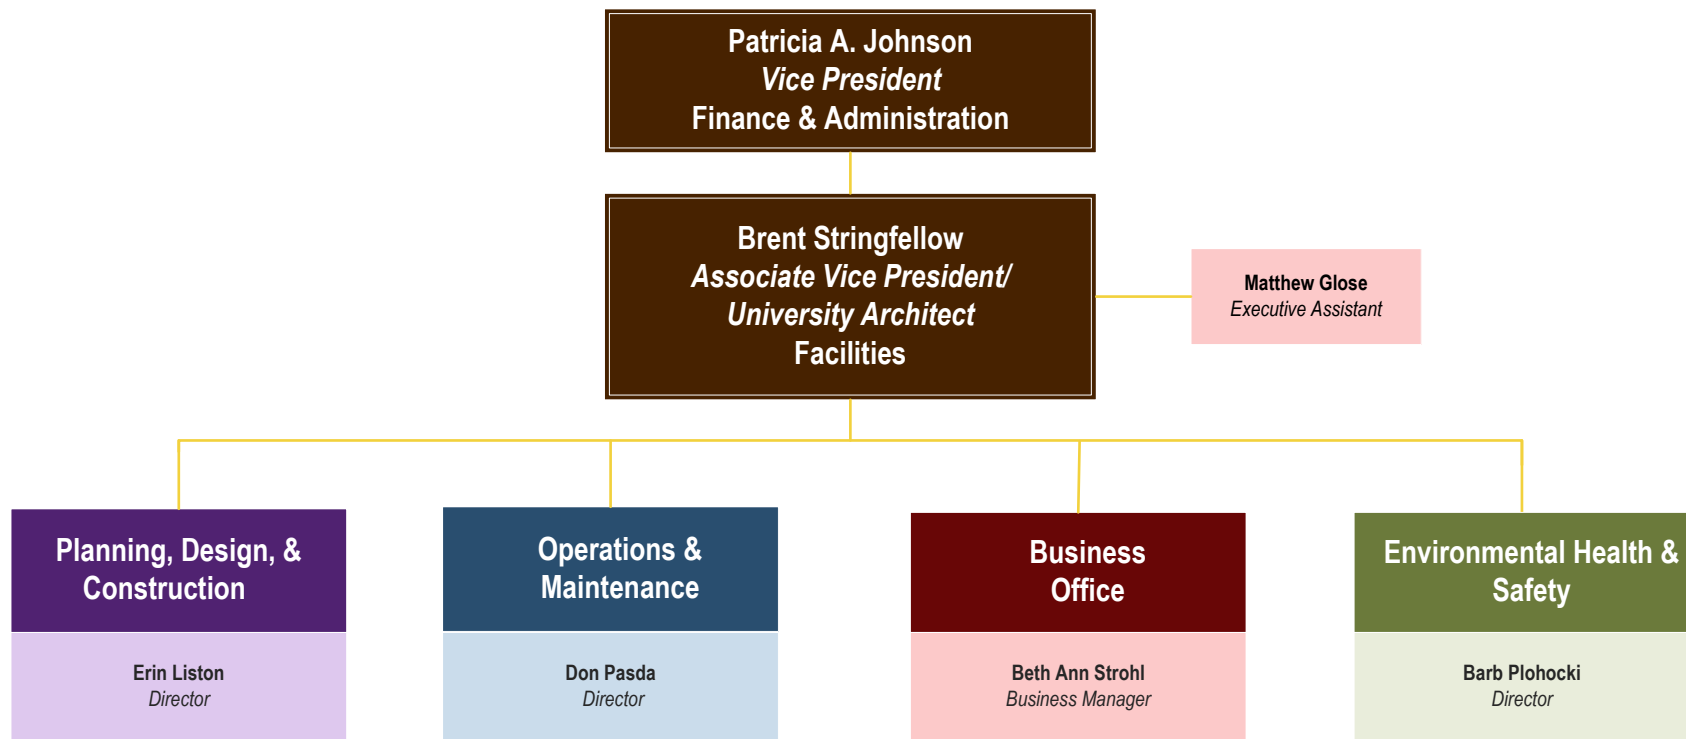 Patricia A. Johnson
Vice President
Finance & Administration
Brent Stringfellow
Associate Vice President/
University Architect
Facilities
Matthew Glose
Executive Assistant
Planning, Design, &
Construction
Erin Liston
Director
Operations &
Maintenance
Don Pasda
Director
Business
Office
Beth Ann Strohl
Business Manager
Environmental Health &
Safety
Barb Plohocki
Director